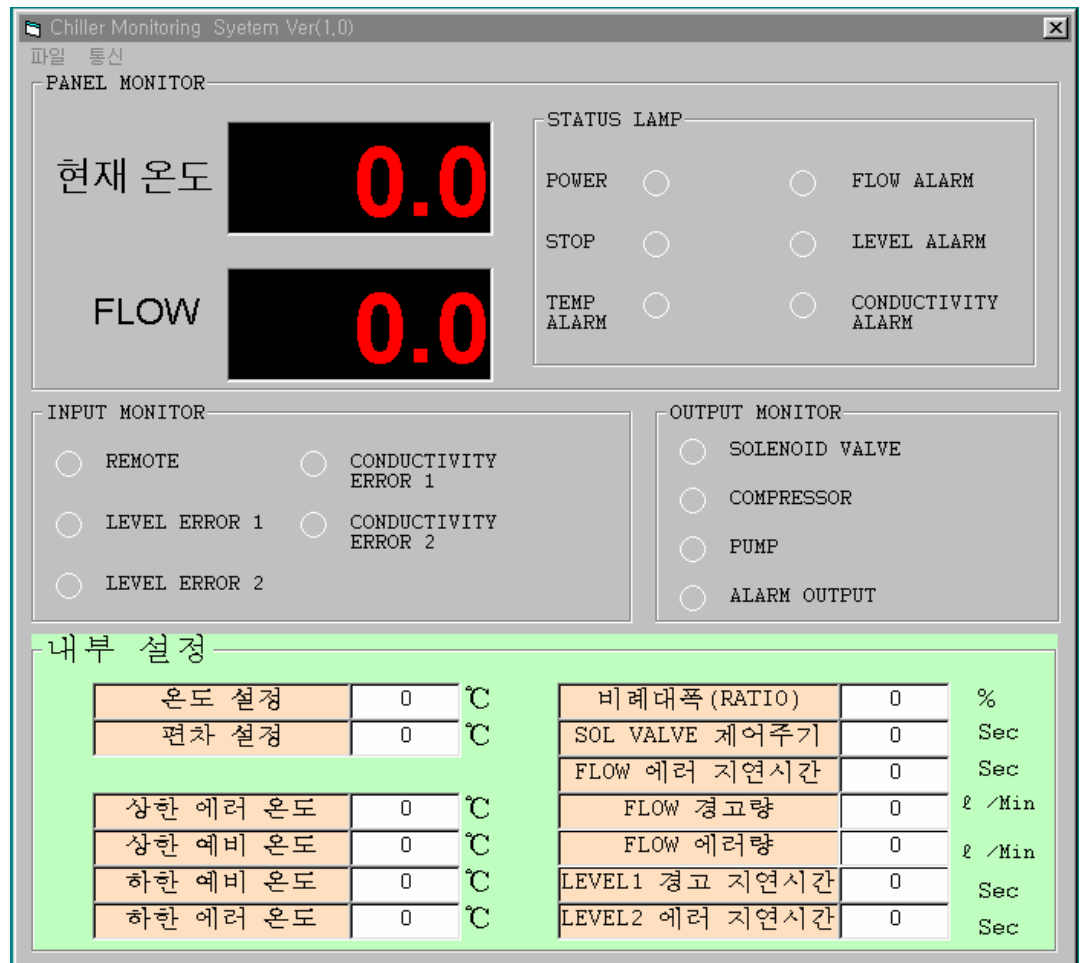 Chiller Monitoring Syetem Ver(1,0)
파일 통신
PANEL MONITOR
현재 온도 0.0
FLOW 0.0
STATUS LAMP
POWER FLOW ALARM
STOP LEVEL ALARM
TEMP ALARM CONDUCTIVITY ALARM
INPUT MONITOR
REMOTE
LEVEL ERROR 1
LEVEL ERROR 2
CONDUCTIVITY
ERROR 1
CONDUCTIVITY
ERROR 2
OUTPUT MONITOR
SOLENOID VALVE
COMPRESSOR
PUMP
ALARM OUTPUT
내부 설정
온도 설정 0 ℃
편차 설정 0 ℃
상한 에러 온도 0 ℃
상한 예비 온도 0 ℃
하한 예비 온도 0 ℃
하한 에러 온도 0 ℃
비례대폭(RATIO) 0 %
SOL VALVE 제어주기 0 Sec
FLOW 에러 지연시간 0 Sec
FLOW 경고량 0 ℓ /Min
FLOW 에러량 0 ℓ /Min
LEVEL1 경고 지연시간 0 Sec
LEVEL2 에러 지연시간 0 Sec